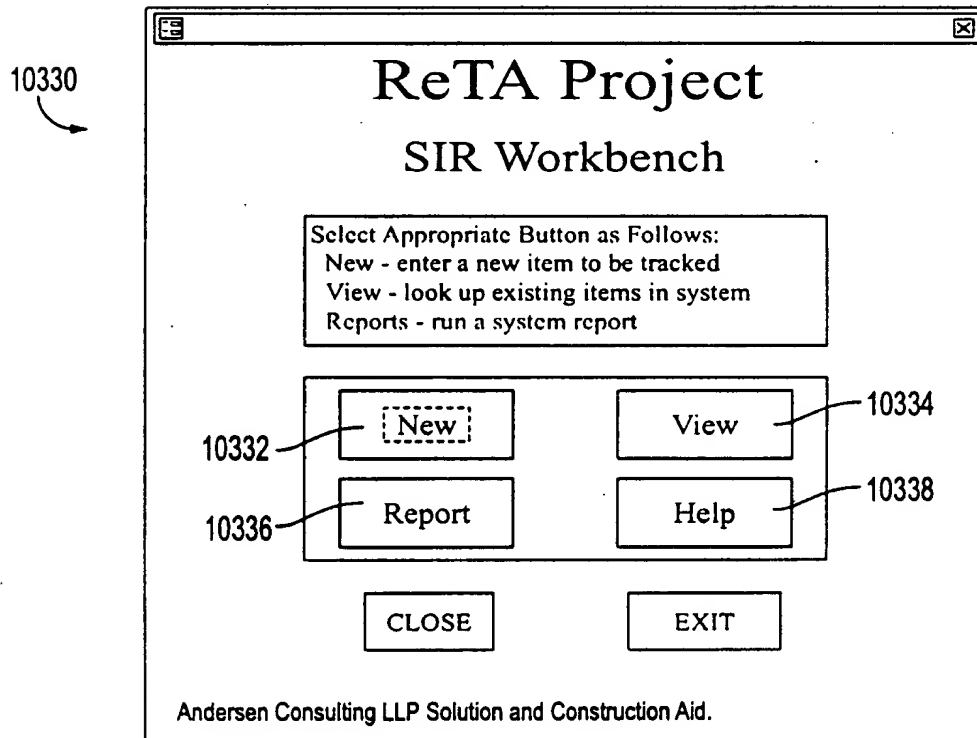 10330
ReTA Project
SIR Workbench
Select Appropriate Button as Follows:
New - enter a new item to be tracked
View - look up existing items in system
Reports - run a system report
New
View
10334
10332
Report
Help
10338
10336
CLOSE
EXIT
Andersen Consulting LLP Solution and Construction Aid.